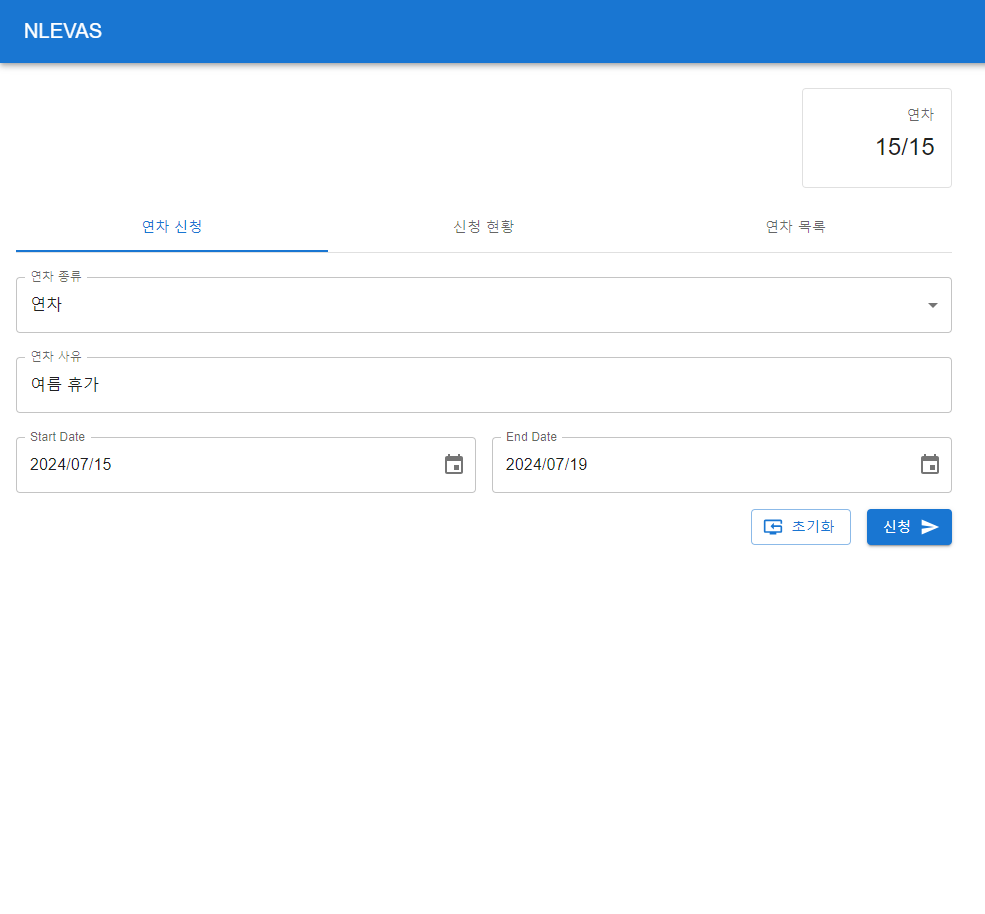 NLEVAS
연차
15/15
연차 신청 신청 현황 연차 목록
연차 종류
연차
연차 사유
여름 휴가
Start Date End Date
2024/07/15 2024/07/19
초기화 신청